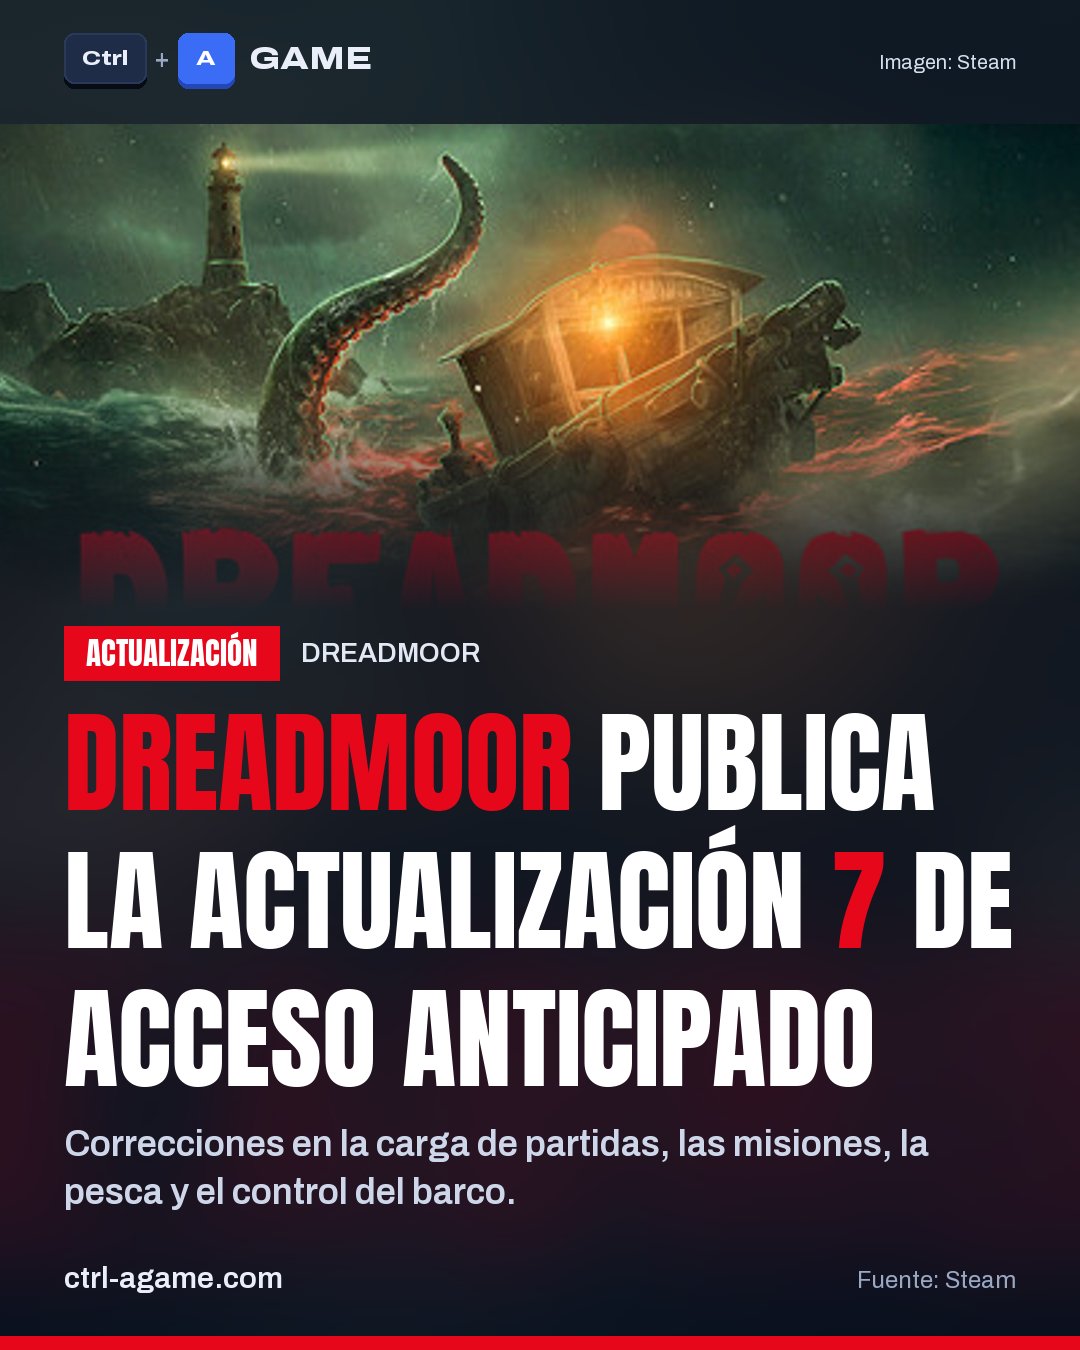 Ctrl + A GAME
Imagen: Steam
DREADMOOR
ACTUALIZACIÓN DREADMOOR
DREADMOOR PUBLICA
LA ACTUALIZACIÓN 7 DE
ACCESO ANTICIPADO
Correcciones en la carga de partidas, las misiones, la
pesca y el control del barco.
ctrl-agame.com
Fuente: Steam